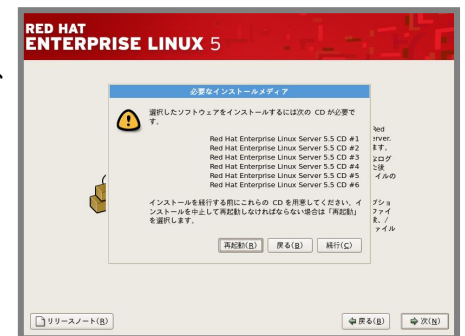 RED HAT
ENTERPRISE LINUX 5
必要なインストールメディア
選択したソフトウェアをインストールするには次の CD が必要で
す。
Red Hat Enterprise Linux Server 5.5 CD #1
Red Hat Enterprise Linux Server 5.5 CD #2
Red Hat Enterprise Linux Server 5.5 CD #3
Red Hat Enterprise Linux Server 5.5 CD #4
Red Hat Enterprise Linux Server 5.5 CD #5
Red Hat Enterprise Linux Server 5.5 CD #6
インストールを続行する前にこれらの CD を用意してください。イ
ンストールを中止して再起動しなければならない場合は「再起動」
を選択します。
再起動(R) 戻る(B) 続行(C)
リリースノート(R) 戻る(B) 次(N)